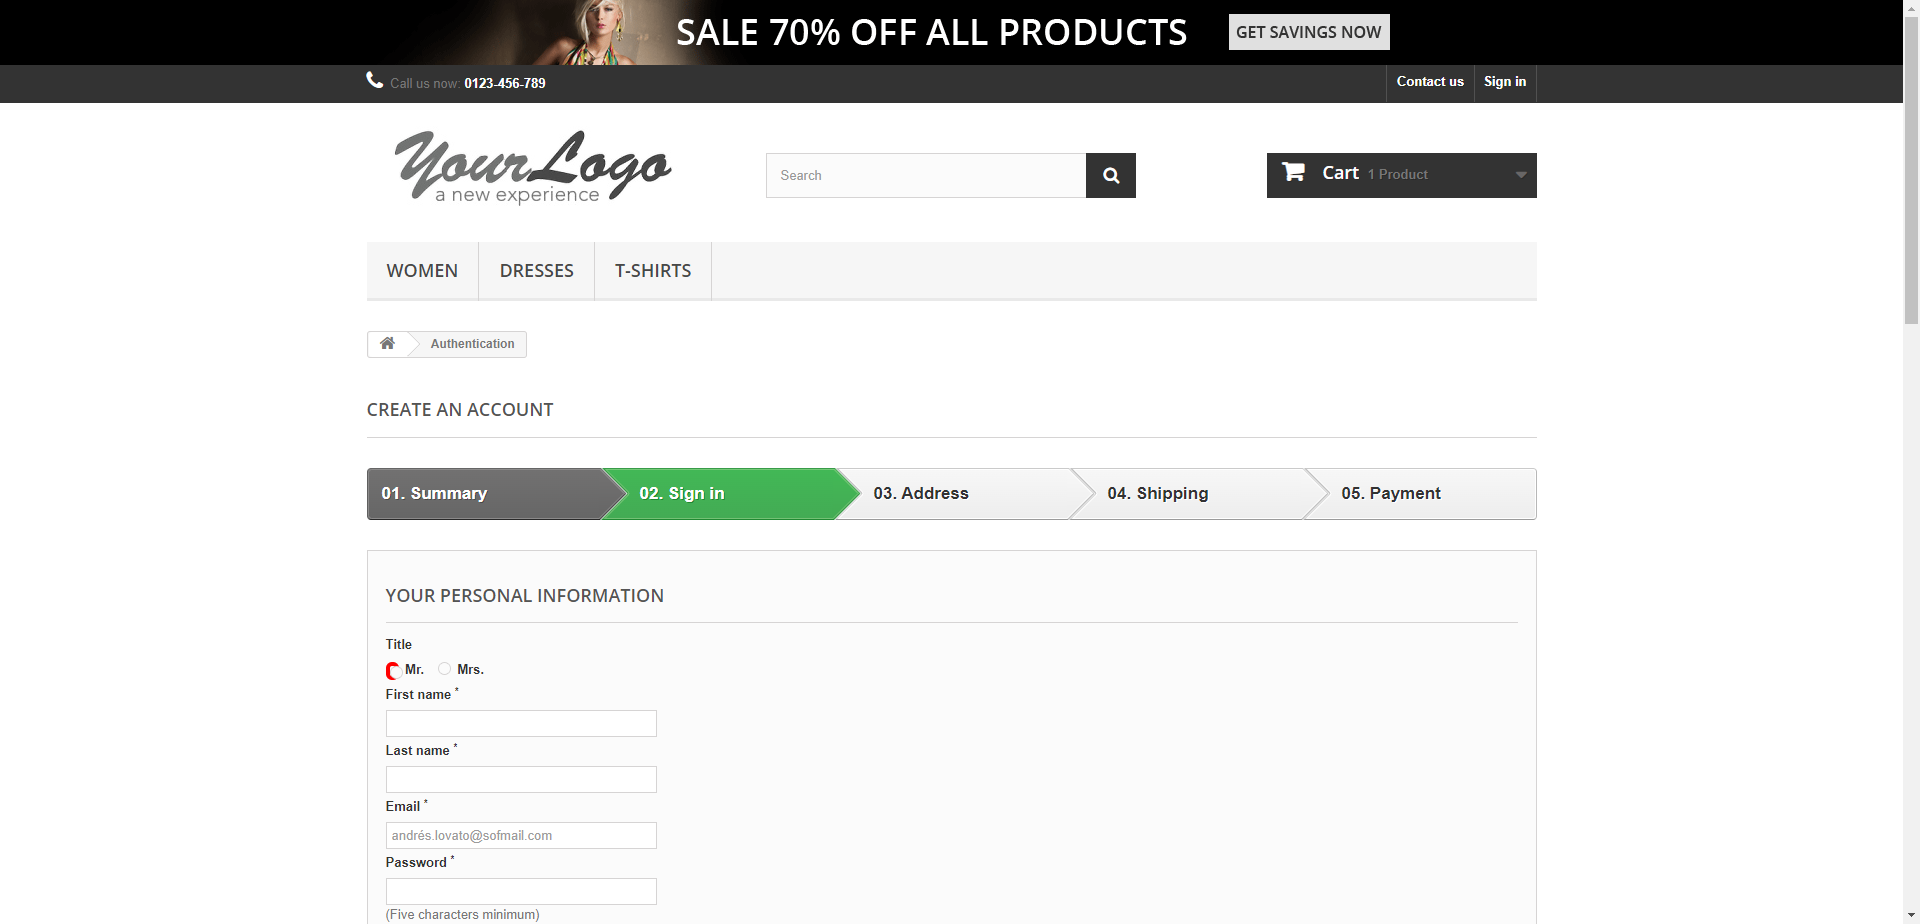 SALE 70% OFF ALL PRODUCTS
GET SAVINGS NOW
Call us now: 0123-456-789
Contact us
Sign in
YourLogo
a new experience
Search
Cart 1 Product
WOMEN
DRESSES
T-SHIRTS
Authentication
CREATE AN ACCOUNT
01. Summary
02. Sign in
03. Address
04. Shipping
05. Payment
YOUR PERSONAL INFORMATION
Title
Mr.
Mrs.
First name *
Last name *
Email *
andrés.lovato@sofmail.com
Password *
(Five characters minimum)